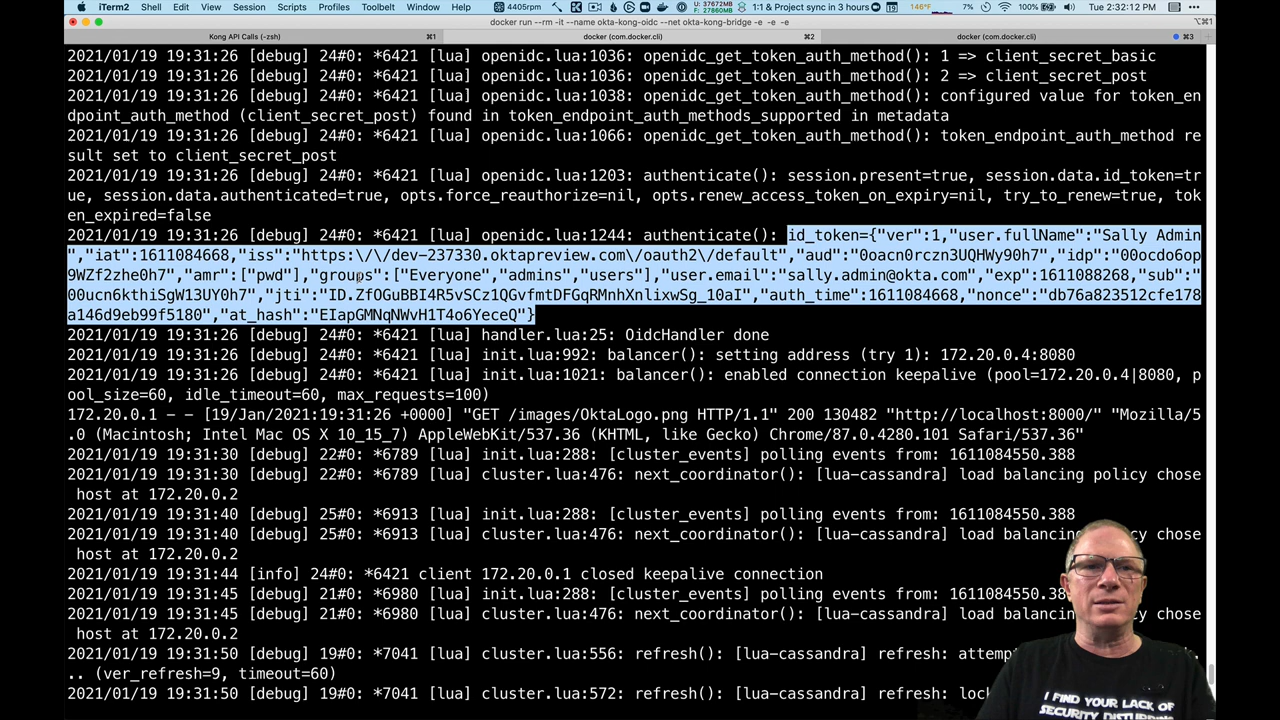 iTerm2 Shell Edit View Session Scripts Profiles Toolbelt Window Help 4405rpm U: 37672MB F: 27860MB 1:1 & Project sync in 3 hours 19 146°F 7% 100% Tue 2:32:12 PM
docker run --rm -it --name okta-kong-oidc --net okta-kong-bridge -e -e -e ⌥⌘1
Kong API Calls (-zsh) ⌘1 docker (com.docker.cli) ⌘2 docker (com.docker.cli) ⌘3
2021/01/19 19:31:26 [debug] 24#0: *6421 [lua] openidc.lua:1036: openidc_get_token_auth_method(): 1 => client_secret_basic
2021/01/19 19:31:26 [debug] 24#0: *6421 [lua] openidc.lua:1036: openidc_get_token_auth_method(): 2 => client_secret_post
2021/01/19 19:31:26 [debug] 24#0: *6421 [lua] openidc.lua:1038: openidc_get_token_auth_method(): configured value for token_en
dpoint_auth_method (client_secret_post) found in token_endpoint_auth_methods_supported in metadata
2021/01/19 19:31:26 [debug] 24#0: *6421 [lua] openidc.lua:1066: openidc_get_token_auth_method(): token_endpoint_auth_method re
sult set to client_secret_post
2021/01/19 19:31:26 [debug] 24#0: *6421 [lua] openidc.lua:1203: authenticate(): session.present=true, session.data.id_token=tr
ue, session.data.authenticated=true, opts.force_reauthorize=nil, opts.renew_access_token_on_expiry=nil, try_to_renew=true, tok
en_expired=false
2021/01/19 19:31:26 [debug] 24#0: *6421 [lua] openidc.lua:1244: authenticate(): id_token={"ver":1,"user.fullName":"Sally Admin
","iat":1611084668,"iss":"https:\/\/dev-237330.oktapreview.com\/oauth2\/default","aud":"0oacn0rczn3UQHWy90h7","idp":"00ocdo6op
9WZf2zhe0h7","amr":["pwd"],"groups":["Everyone","admins","users"],"user.email":"sally.admin@okta.com","exp":1611088268,"sub":"
00ucn6kthiSgW13UY0h7","jti":"ID.ZfOGuBBI4R5vSCz1QGvfmtDFGqRMnhXnlixwSg_10aI","auth_time":1611084668,"nonce":"db76a823512cfe178
a146d9eb99f5180","at_hash":"EIapGMNqNWvH1T4o6YeceQ"}
2021/01/19 19:31:26 [debug] 24#0: *6421 [lua] handler.lua:25: OidcHandler done
2021/01/19 19:31:26 [debug] 24#0: *6421 [lua] init.lua:992: balancer(): setting address (try 1): 172.20.0.4:8080
2021/01/19 19:31:26 [debug] 24#0: *6421 [lua] init.lua:1021: balancer(): enabled connection keepalive (pool=172.20.0.4|8080, p
ool_size=60, idle_timeout=60, max_requests=100)
172.20.0.1 - - [19/Jan/2021:19:31:26 +0000] "GET /images/OktaLogo.png HTTP/1.1" 200 130482 "http://localhost:8000/" "Mozilla/5
.0 (Macintosh; Intel Mac OS X 10_15_7) AppleWebKit/537.36 (KHTML, like Gecko) Chrome/87.0.4280.101 Safari/537.36"
2021/01/19 19:31:30 [debug] 22#0: *6789 [lua] init.lua:288: [cluster_events] polling events from: 1611084550.388
2021/01/19 19:31:30 [debug] 22#0: *6789 [lua] cluster.lua:476: next_coordinator(): [lua-cassandra] load balancing policy chose
host at 172.20.0.2
2021/01/19 19:31:40 [debug] 25#0: *6913 [lua] init.lua:288: [cluster_events] polling events from: 1611084550.388
2021/01/19 19:31:40 [debug] 25#0: *6913 [lua] cluster.lua:476: next_coordinator(): [lua-cassandra] load balancing policy chose
host at 172.20.0.2
2021/01/19 19:31:44 [info] 24#0: *6421 client 172.20.0.1 closed keepalive connection
2021/01/19 19:31:45 [debug] 21#0: *6980 [lua] init.lua:288: [cluster_events] polling events from: 1611084550.38
2021/01/19 19:31:45 [debug] 21#0: *6980 [lua] cluster.lua:476: next_coordinator(): [lua-cassandra] load balanc policy chose
host at 172.20.0.2
2021/01/19 19:31:50 [debug] 19#0: *7041 [lua] cluster.lua:556: refresh(): [lua-cassandra] refresh: attemp
.. (ver_refresh=9, timeout=60)
2021/01/19 19:31:50 [debug] 19#0: *7041 [lua] cluster.lua:572: refresh(): [lua-cassandra] refresh: loc
I FIND YOUR LACK OF
SECURITY DISTURBING